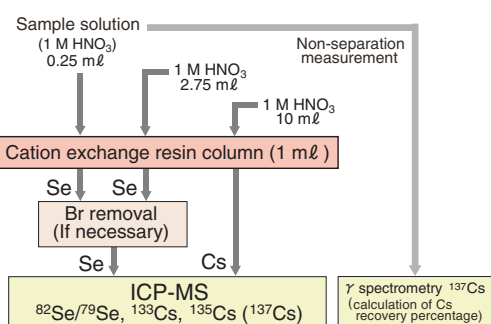 Sample solution
(1 M HNO₃)
0.25 mℓ
Non-separation
measurement
1 M HNO₃
2.75 mℓ
1 M HNO₃
10 mℓ
Cation exchange resin column (1 mℓ)
Se Se
Br removal
(If necessary)
Se Cs
ICP-MS
⁸²Se/⁷⁹Se, ¹³³Cs, ¹³⁵Cs (¹³⁷Cs)
γ spectrometry ¹³⁷Cs
(calculation of Cs
recovery percentage)